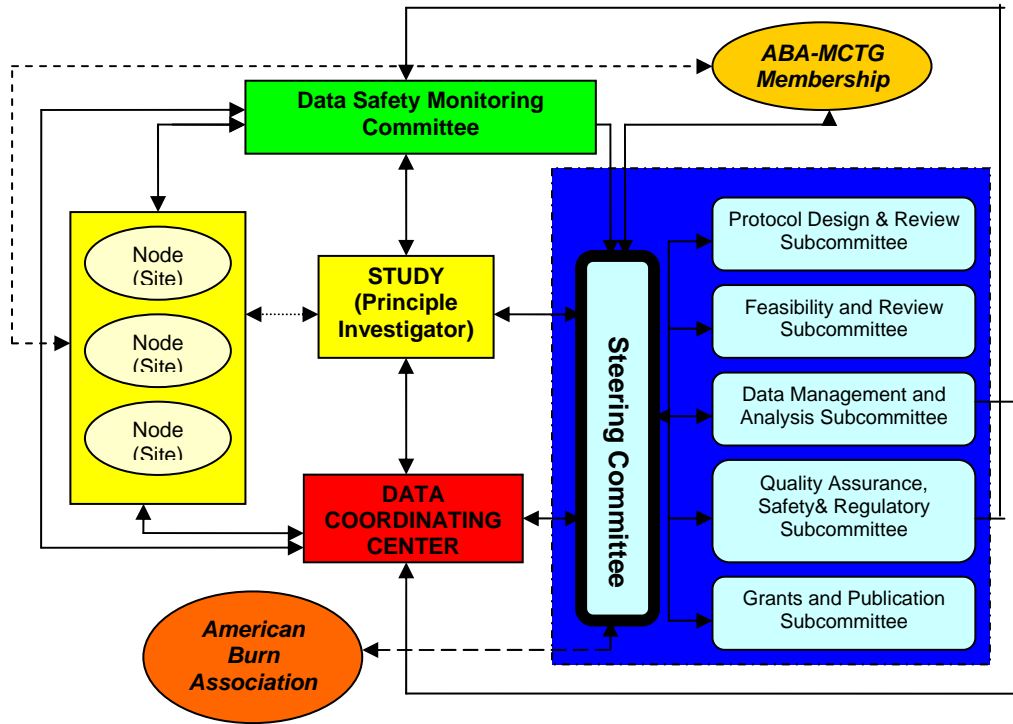 ABA-MCTG
Membership
Data Safety Monitoring
Committee
Node
(Site)
Node
(Site)
Node
(Site)
STUDY
(Principle
Investigator)
DATA
COORDINATING
CENTER
American
Burn
Association
Steering Committee
Protocol Design & Review
Subcommittee
Feasibility and Review
Subcommittee
Data Management and
Analysis Subcommittee
Quality Assurance,
Safety& Regulatory
Subcommittee
Grants and Publication
Subcommittee